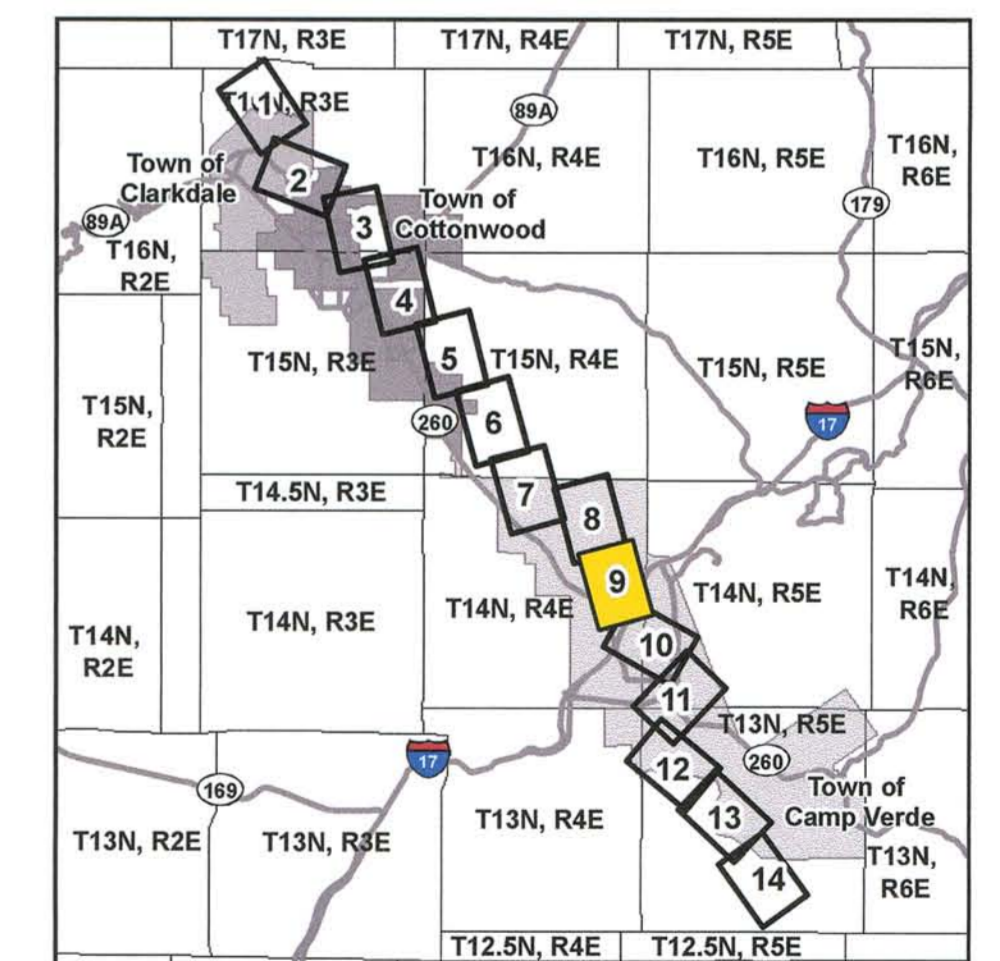 T17N, R3E
T17N, R4E
T17N, R5E
1
R3E
89A
T16N, R4E
T16N, R5E
T16N,
R6E
Town of
Clarkdale
2
Town of
Cottonwood
3
179
89A
T16N,
R2E
4
T15N, R3E
5
T15N, R4E
T15N, R5E
T15N,
R6E
T15N,
R2E
260
6
17
T14.5N, R3E
7
8
9
T14N, R5E
T14N,
R6E
T14N, R4E
T14N, R3E
T14N,
R2E
10
11
T13N, R5E
17
12
260
169
Town of
Camp Verde
13
T13N, R4E
T13N, R2E
T13N, R3E
T13N,
R6E
14
T12.5N, R4E
T12.5N, R5E